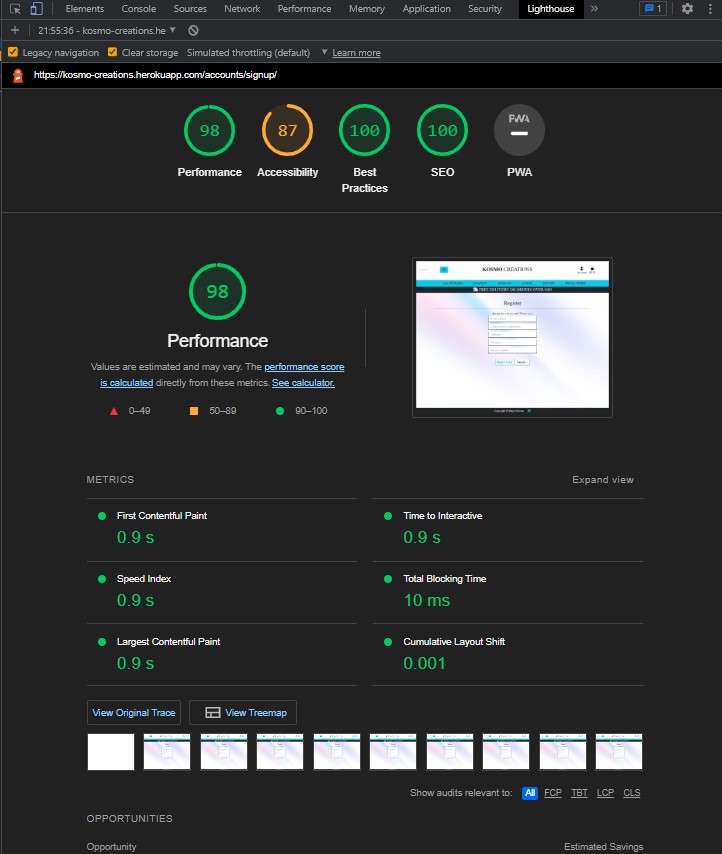 Elements Console Sources Network Performance Memory Application Security Lighthouse » 1
+ 21:55:36 - kosmo-creations.he ▼
Legacy navigation Clear storage Simulated throttling (default) ▼ Learn more
https://kosmo-creations.herokuapp.com/accounts/signup/
98 87 100 100 PWA
Performance Accessibility Best Practices SEO PWA
98
KOSMO CREATIONS
FREE DELIVERY ON ORDERS OVER
Register
Performance
Values are estimated and may vary. The performance score
is calculated directly from these metrics. See calculator.
0–49 50–89 90–100
METRICS Expand view
First Contentful Paint Time to Interactive
0.9 s 0.9 s
Speed Index Total Blocking Time
0.9 s 10 ms
Largest Contentful Paint Cumulative Layout Shift
0.9 s 0.001
View Original Trace View Treemap
Show audits relevant to: All FCP TBT LCP CLS
OPPORTUNITIES
Opportunity Estimated Savings